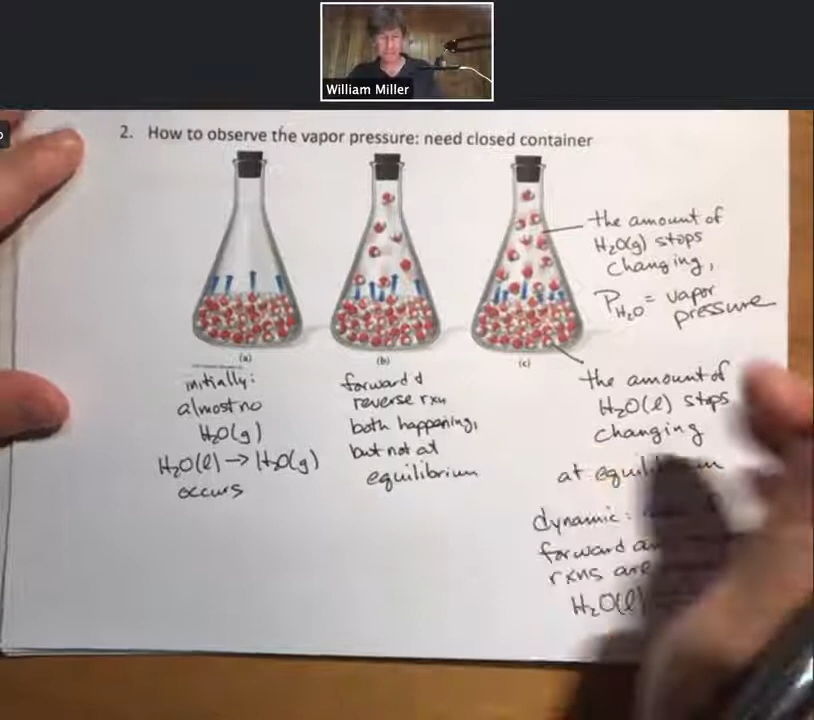 William Miller
2. How to observe the vapor pressure: need closed container
(a)
initially:
almost no
H₂O(g)
H₂O(l) → H₂O(g)
occurs
(b)
forward &
reverse rxn
both happening,
but not at
equilibrium
(c)
the amount of
H₂O(g) stops
changing,
P H₂O = vapor
pressure
the amount of
H₂O(l) stops
changing
at equilibrium
dynamic:
forward
rxns are
H₂O(l)